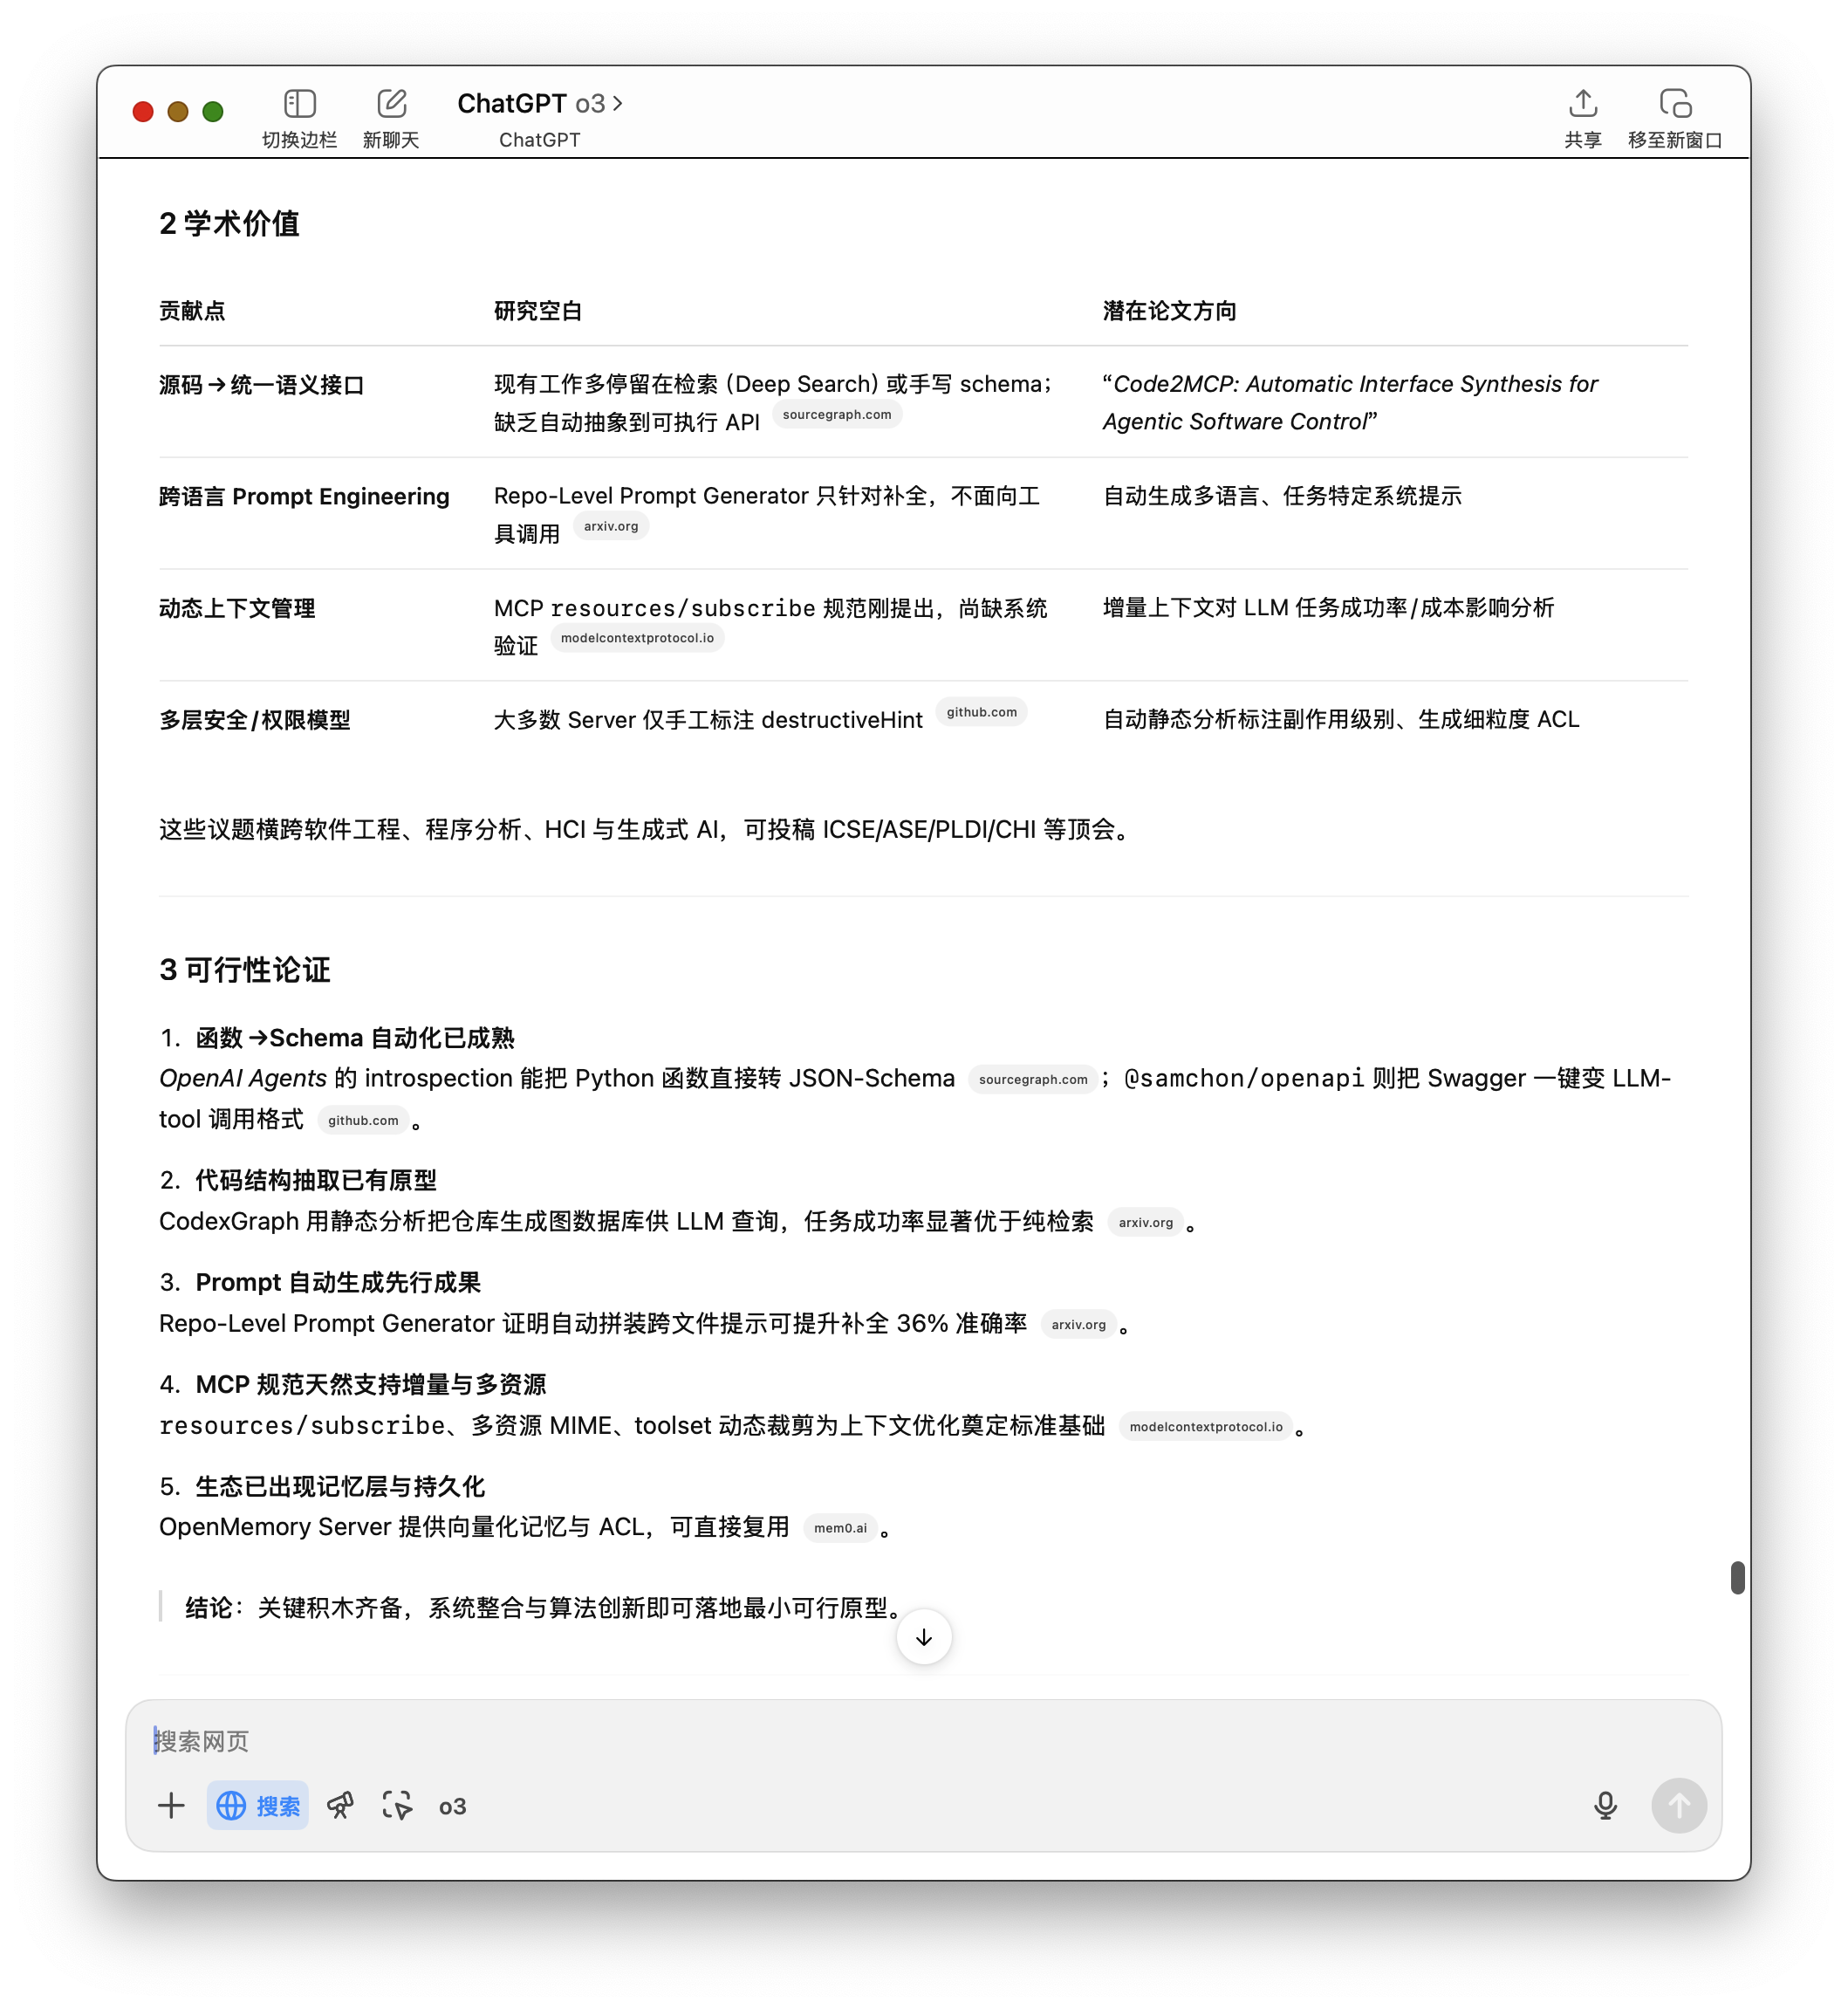 切换边栏
新聊天
ChatGPT o3
ChatGPT
共享
移至新窗口
2 学术价值
贡献点 研究空白 潜在论文方向
源码→统一语义接口
现有工作多停留在检索 (Deep Search) 或手写 schema；
缺乏自动抽象到可执行 API sourcegraph.com
“Code2MCP: Automatic Interface Synthesis for
Agentic Software Control”
跨语言 Prompt Engineering
Repo-Level Prompt Generator 只针对补全，不面向工
具调用 arxiv.org
自动生成多语言、任务特定系统提示
动态上下文管理
MCP resources/subscribe 规范刚提出，尚缺系统
验证 modelcontextprotocol.io
增量上下文对 LLM 任务成功率/成本影响分析
多层安全/权限模型
大多数 Server 仅手工标注 destructiveHint github.com
自动静态分析标注副作用级别、生成细粒度 ACL
这些议题横跨软件工程、程序分析、HCI 与生成式 AI，可投稿 ICSE/ASE/PLDI/CHI 等顶会。
3 可行性论证
1. 函数→Schema 自动化已成熟
OpenAI Agents 的 introspection 能把 Python 函数直接转 JSON-Schema sourcegraph.com；@samchon/openapi 则把 Swagger 一键变 LLM-
tool 调用格式 github.com。
2. 代码结构抽取已有原型
CodexGraph 用静态分析把仓库生成图数据库供 LLM 查询，任务成功率显著优于纯检索 arxiv.org。
3. Prompt 自动生成先行成果
Repo-Level Prompt Generator 证明自动拼装跨文件提示可提升补全 36% 准确率 arxiv.org。
4. MCP 规范天然支持增量与多资源
resources/subscribe、多资源 MIME、toolset 动态裁剪为上下文优化奠定标准基础 modelcontextprotocol.io。
5. 生态已出现记忆层与持久化
OpenMemory Server 提供向量化记忆与 ACL，可直接复用 mem0.ai。
结论：关键积木齐备，系统整合与算法创新即可落地最小可行原型。
搜索网页
搜索
o3